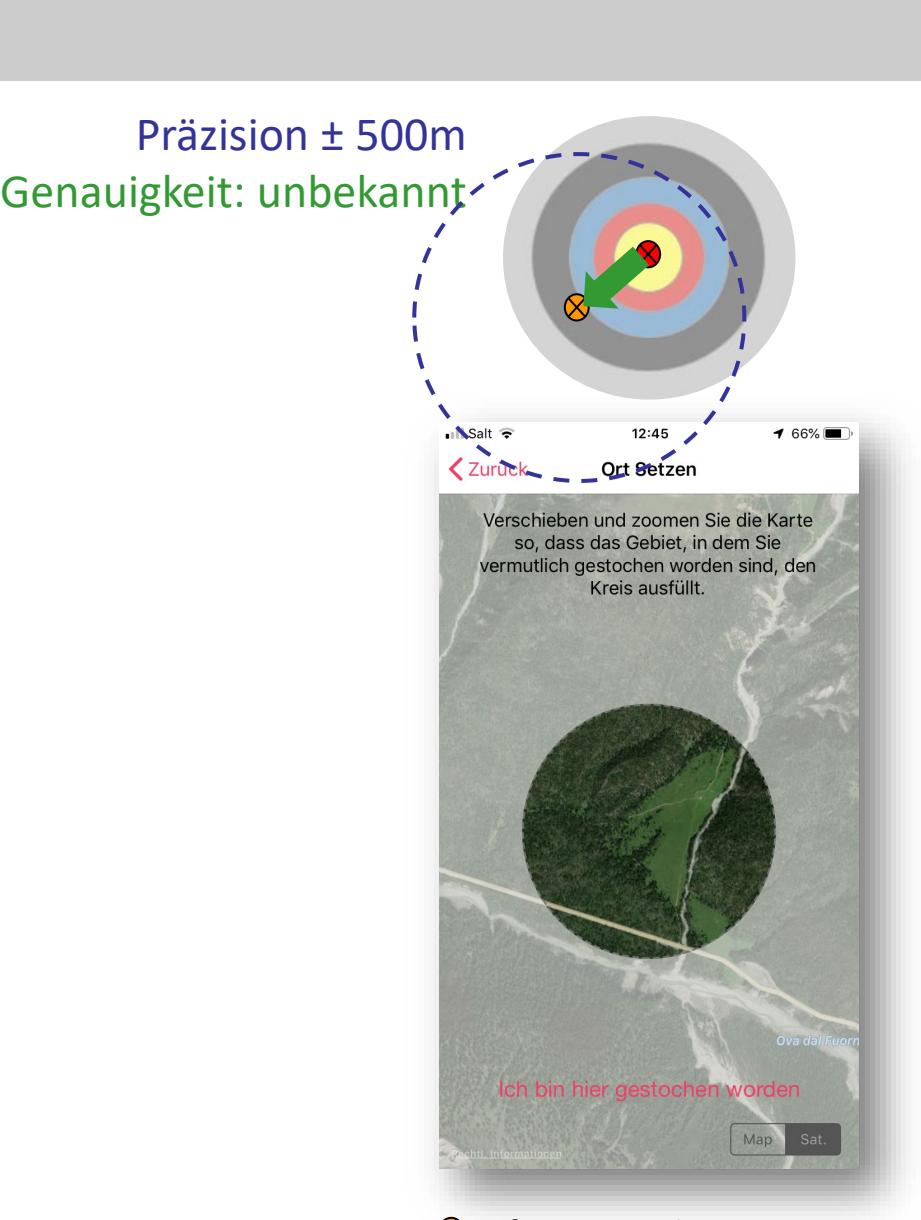 Präzision ± 500m
Genauigkeit: unbekannt
Salt 12:45 66%
Zurück Ort Setzen
Verschieben und zoomen Sie die Karte
so, dass das Gebiet, in dem Sie
vermutlich gestochen worden sind, den
Kreis ausfüllt.
Ova dal Fuorn
Ich bin hier gestochen worden
Map Sat.
Rechtl. Informationen